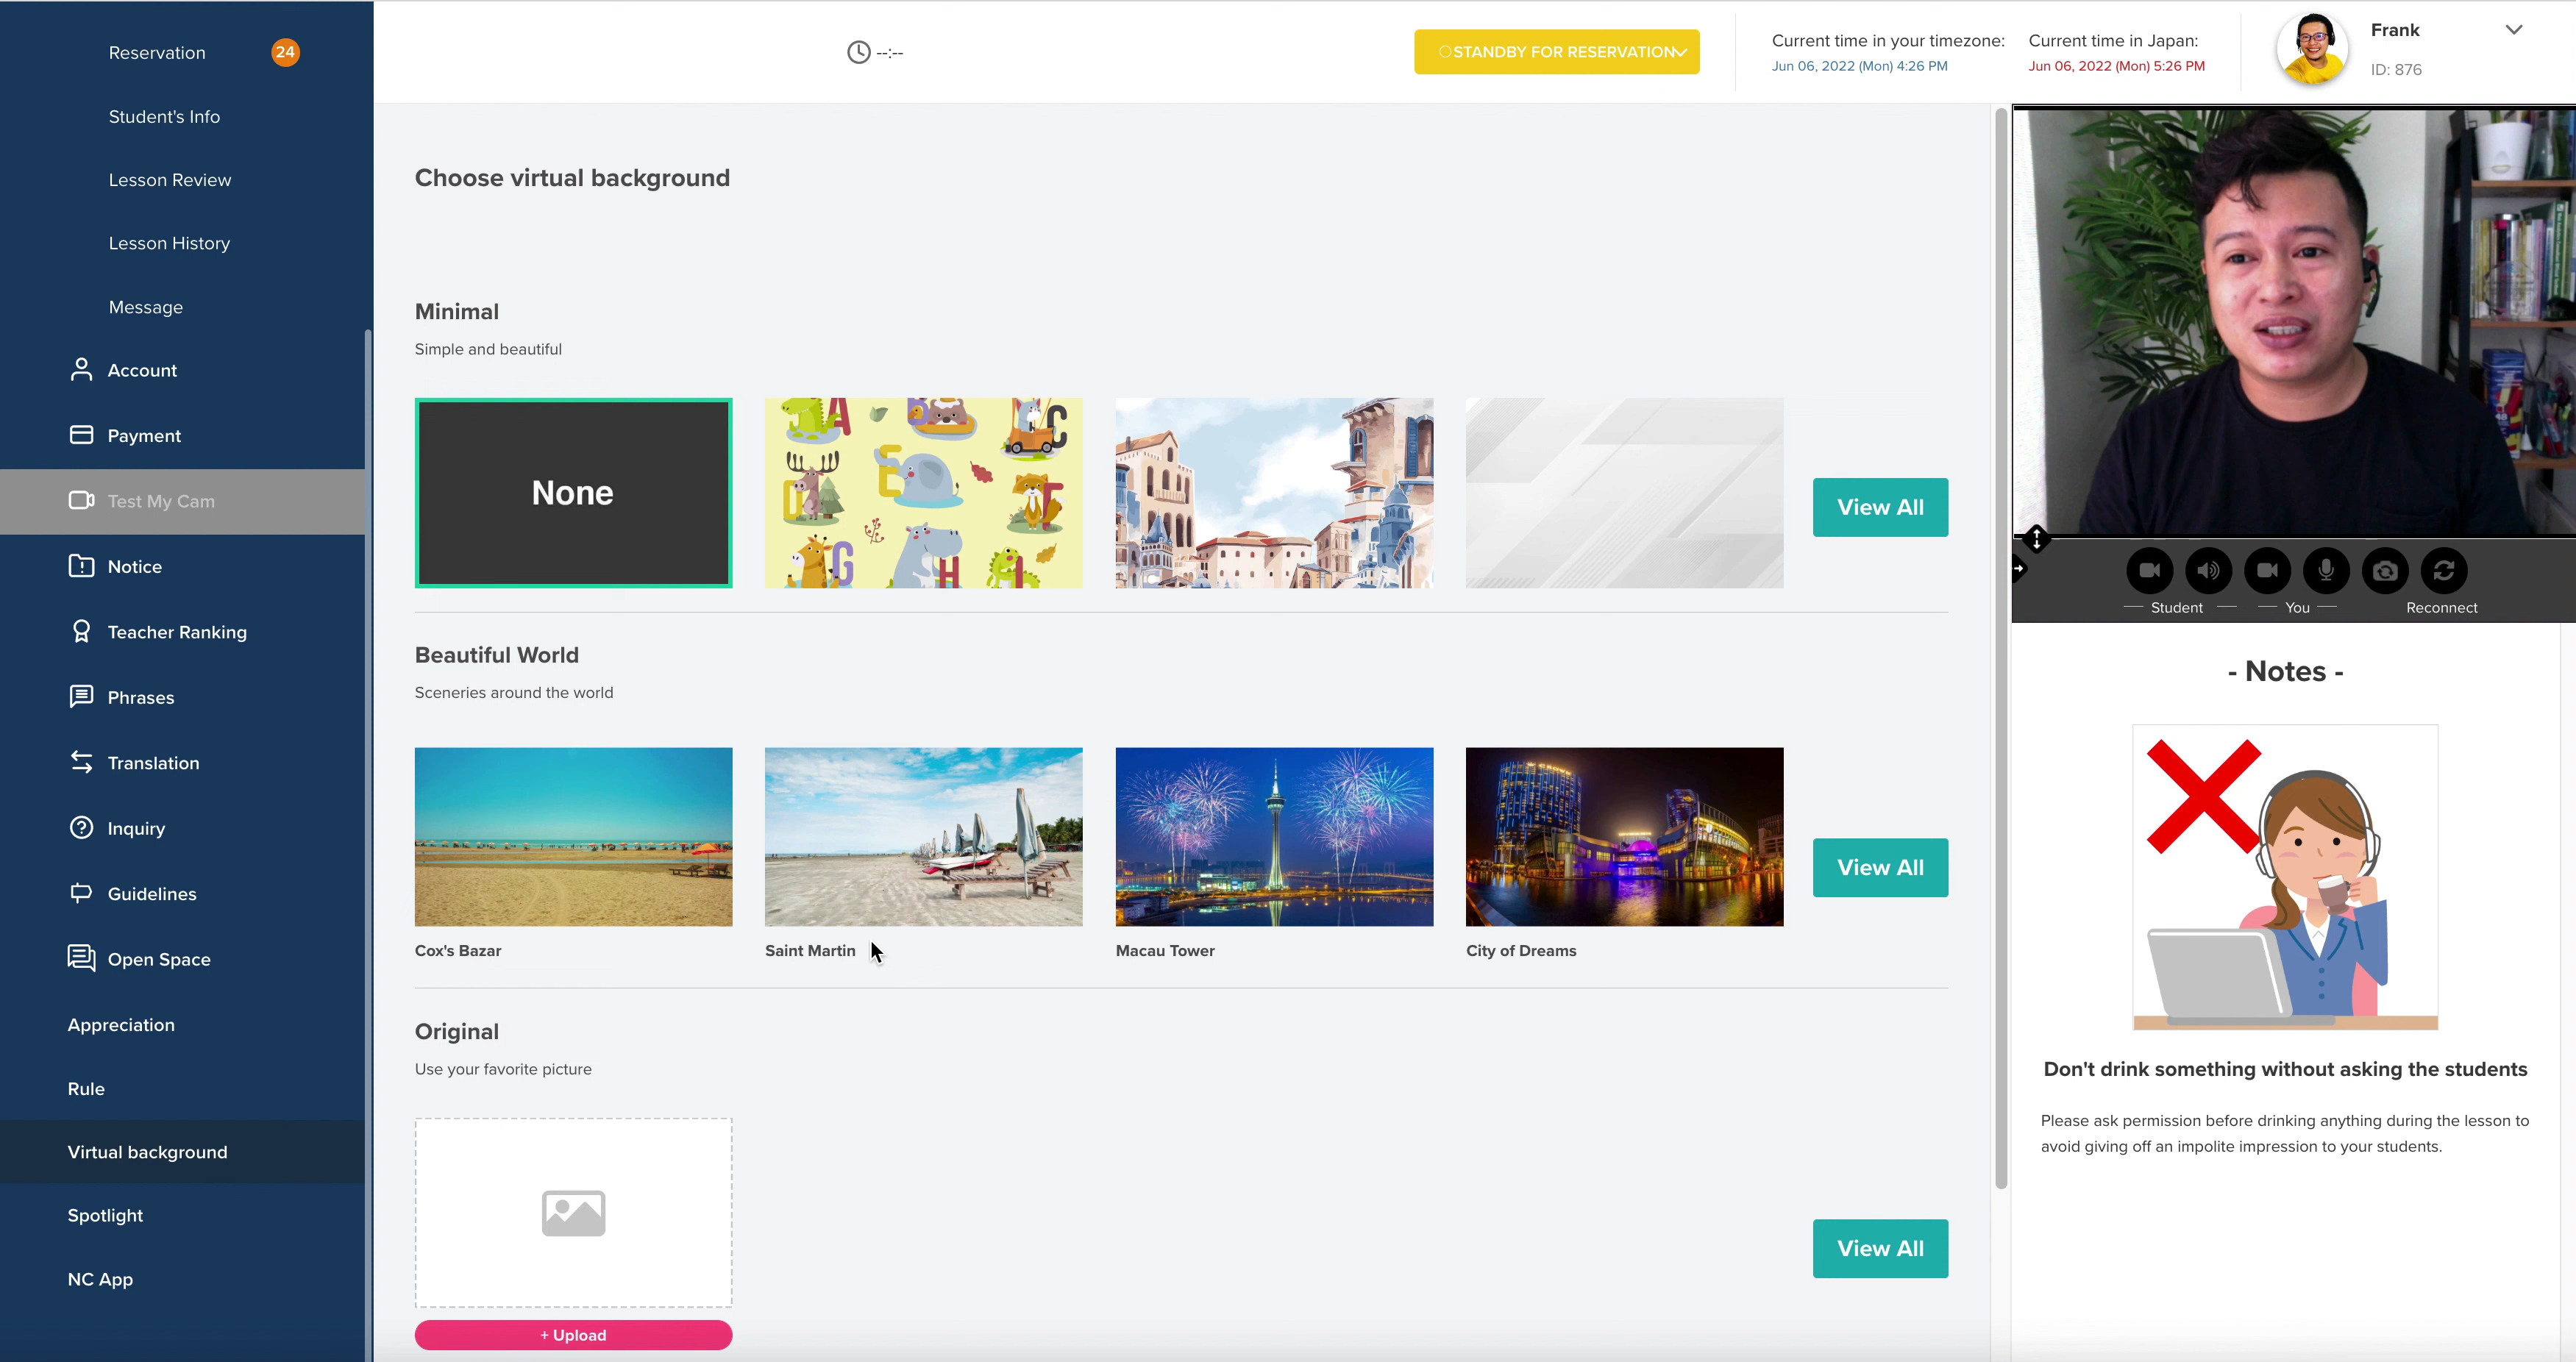 Reservation 24
Student's Info
Lesson Review
Lesson History
Message
Account
Payment
Test My Cam
Notice
Teacher Ranking
Phrases
Translation
Inquiry
Guidelines
Open Space
Appreciation
Rule
Virtual background
Spotlight
NC App
--:--
STANDBY FOR RESERVATION
Current time in your timezone:
Jun 06, 2022 (Mon) 4:26 PM
Current time in Japan:
Jun 06, 2022 (Mon) 5:26 PM
Frank
ID: 876
Choose virtual background
Minimal
Simple and beautiful
None
A B C
D E F
G H I
View All
Beautiful World
Sceneries around the world
View All
Cox's Bazar
Saint Martin
Macau Tower
City of Dreams
Original
Use your favorite picture
View All
+ Upload
Student
You
Reconnect
- Notes -
Don't drink something without asking the students
Please ask permission before drinking anything during the lesson to
avoid giving off an impolite impression to your students.